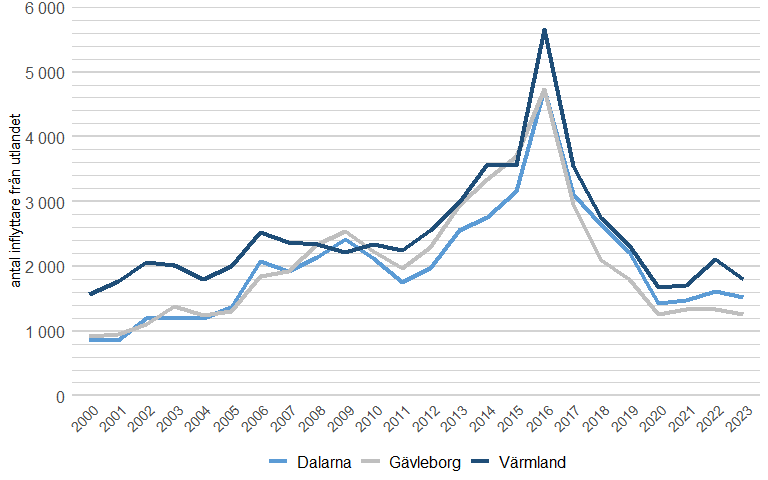 6 000
5 000
4 000
3 000
2 000
1 000
0
antal inflyttare från utlandet
2000 2001 2002 2003 2004 2005 2006 2007 2008 2009 2010 2011 2012 2013 2014 2015 2016 2017 2018 2019 2020 2021 2022 2023
Dalarna Gävleborg Värmland